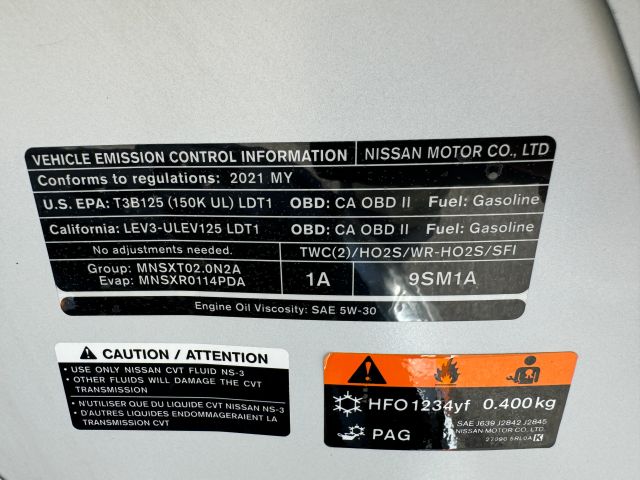 VEHICLE EMISSION CONTROL INFORMATION NISSAN MOTOR CO., LTD
Conforms to regulations: 2021 MY
U.S. EPA: T3B125 (150K UL) LDT1 OBD: CA OBD II Fuel: Gasoline
California: LEV3-ULEV125 LDT1 OBD: CA OBD II Fuel: Gasoline
No adjustments needed. TWC(2)/HO2S/WR-HO2S/SFI
Group: MNSXT02.0N2A
Evap: MNSXR0114PDA
1A 9SM1A
Engine Oil Viscosity: SAE 5W-30
CAUTION / ATTENTION
• USE ONLY NISSAN CVT FLUID NS-3
• OTHER FLUIDS WILL DAMAGE THE CVT
TRANSMISSION
• N'UTILISER QUE DU LIQUIDE CVT NISSAN NS-3
• D'AUTRES LIQUIDES ENDOMMAGERAIENT LA
TRANSMISSION CVT
HFO1234yf 0.400kg
PAG
SAE J639 J2842 J2845
NISSAN MOTOR CO., LTD.
27090 5RL0A K